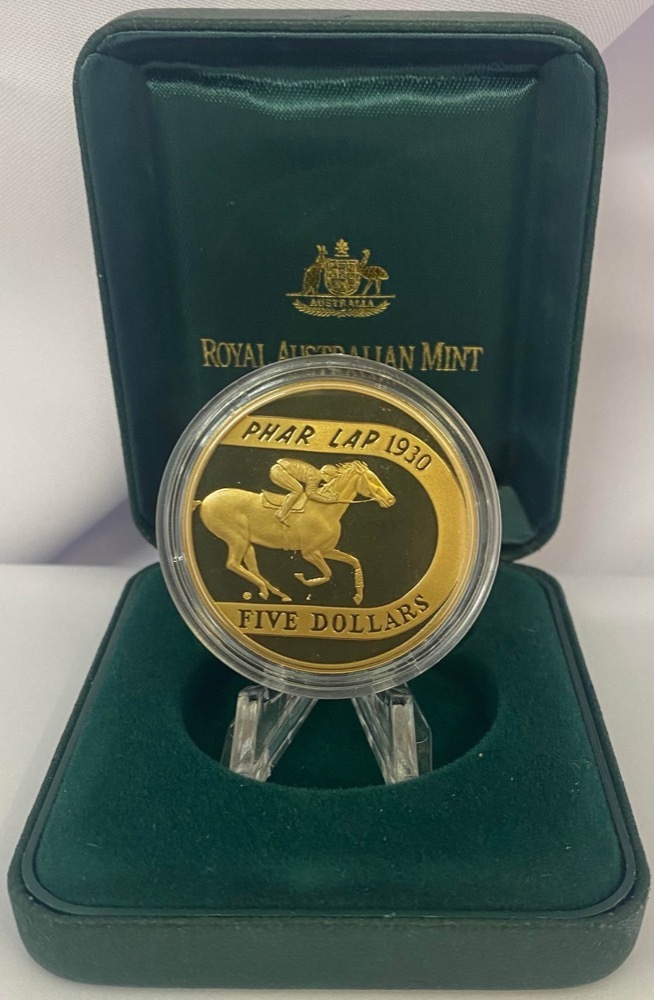 AUSTRALIA
ROYAL AUSTRALIAN MINT
PHAR LAP 1930
FIVE DOLLARS